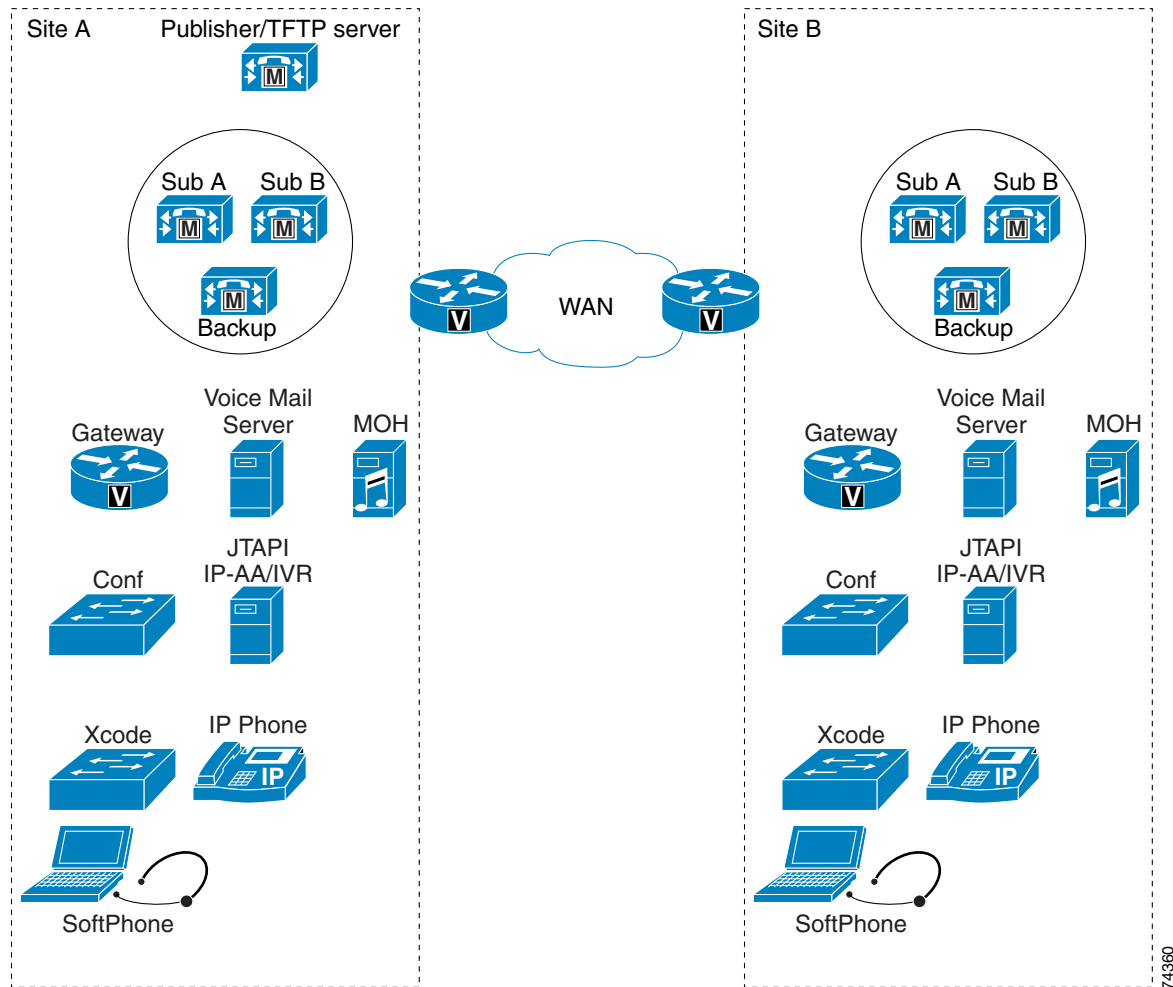 Site A
Publisher/TFTP server
M
Sub A
Sub B
M
M
M
Backup
V
WAN
V
Voice Mail
Server
MOH
Gateway
V
JTAPI
IP-AA/IVR
Conf
Xcode
IP Phone
IP
SoftPhone
Site B
Sub A
Sub B
M
M
M
Backup
Voice Mail
Server
MOH
Gateway
V
JTAPI
IP-AA/IVR
Conf
Xcode
IP Phone
IP
SoftPhone
74360